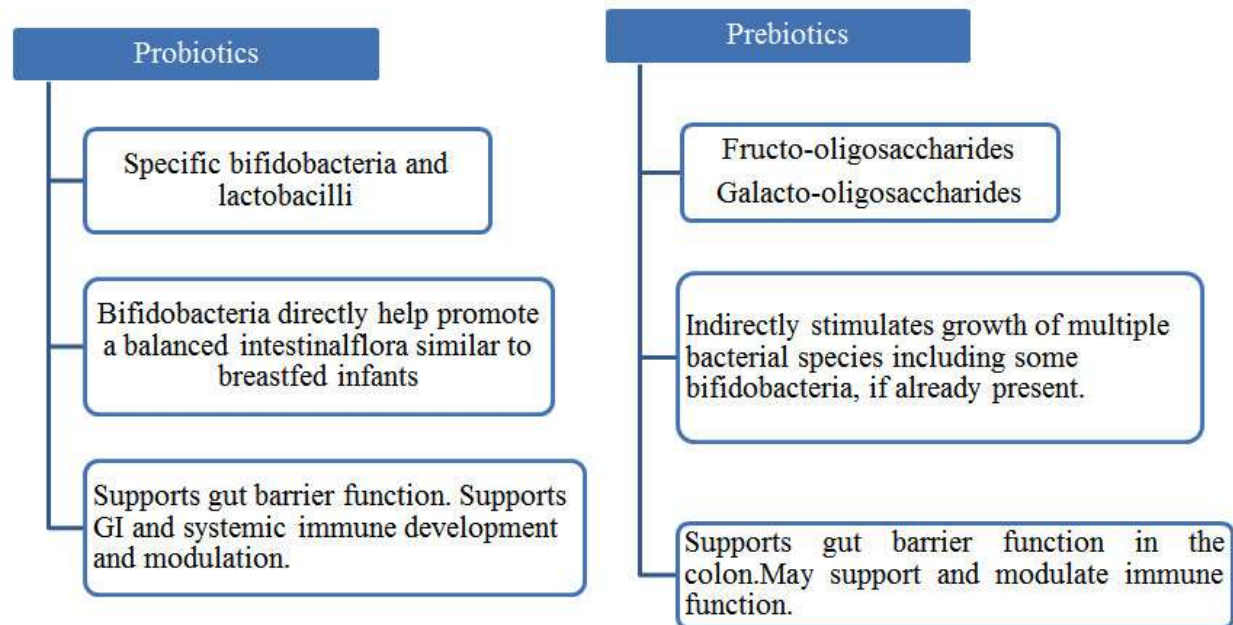 Probiotics
Specific bifidobacteria and
lactobacilli
Bifidobacteria directly help promote
a balanced intestinalflora similar to
breastfed infants
Supports gut barrier function. Supports
GI and systemic immune development
and modulation.
Prebiotics
Fructo-oligosaccharides
Galacto-oligosaccharides
Indirectly stimulates growth of multiple
bacterial species including some
bifidobacteria, if already present.
Supports gut barrier function in the
colon.May support and modulate immune
function.